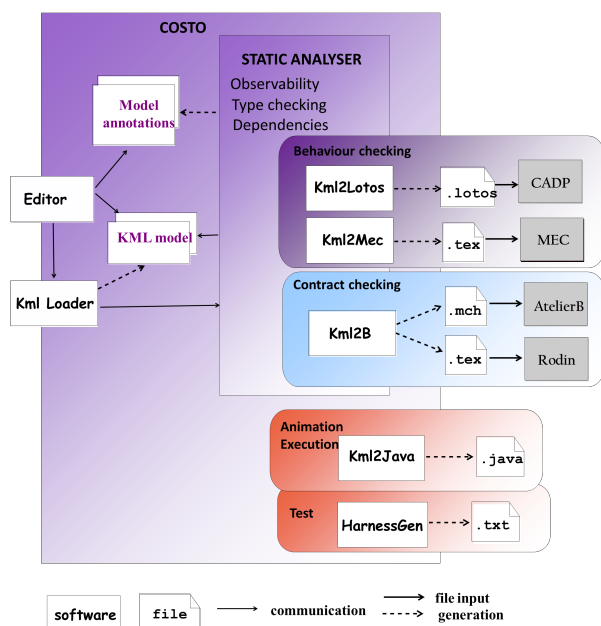 COSTO
STATIC ANALYSER
Observability
Type checking
Dependencies
Model
annotations
Behaviour checking
Kml2Lotos
.lotos
CADP
Editor
KML model
Kml2Mec
.tex
MEC
Kml Loader
Contract checking
Kml2B
.mch
AtelierB
.tex
Rodin
Animation
Execution
Kml2Java
.java
Test
HarnessGen
.txt
software
file
communication
file input
generation